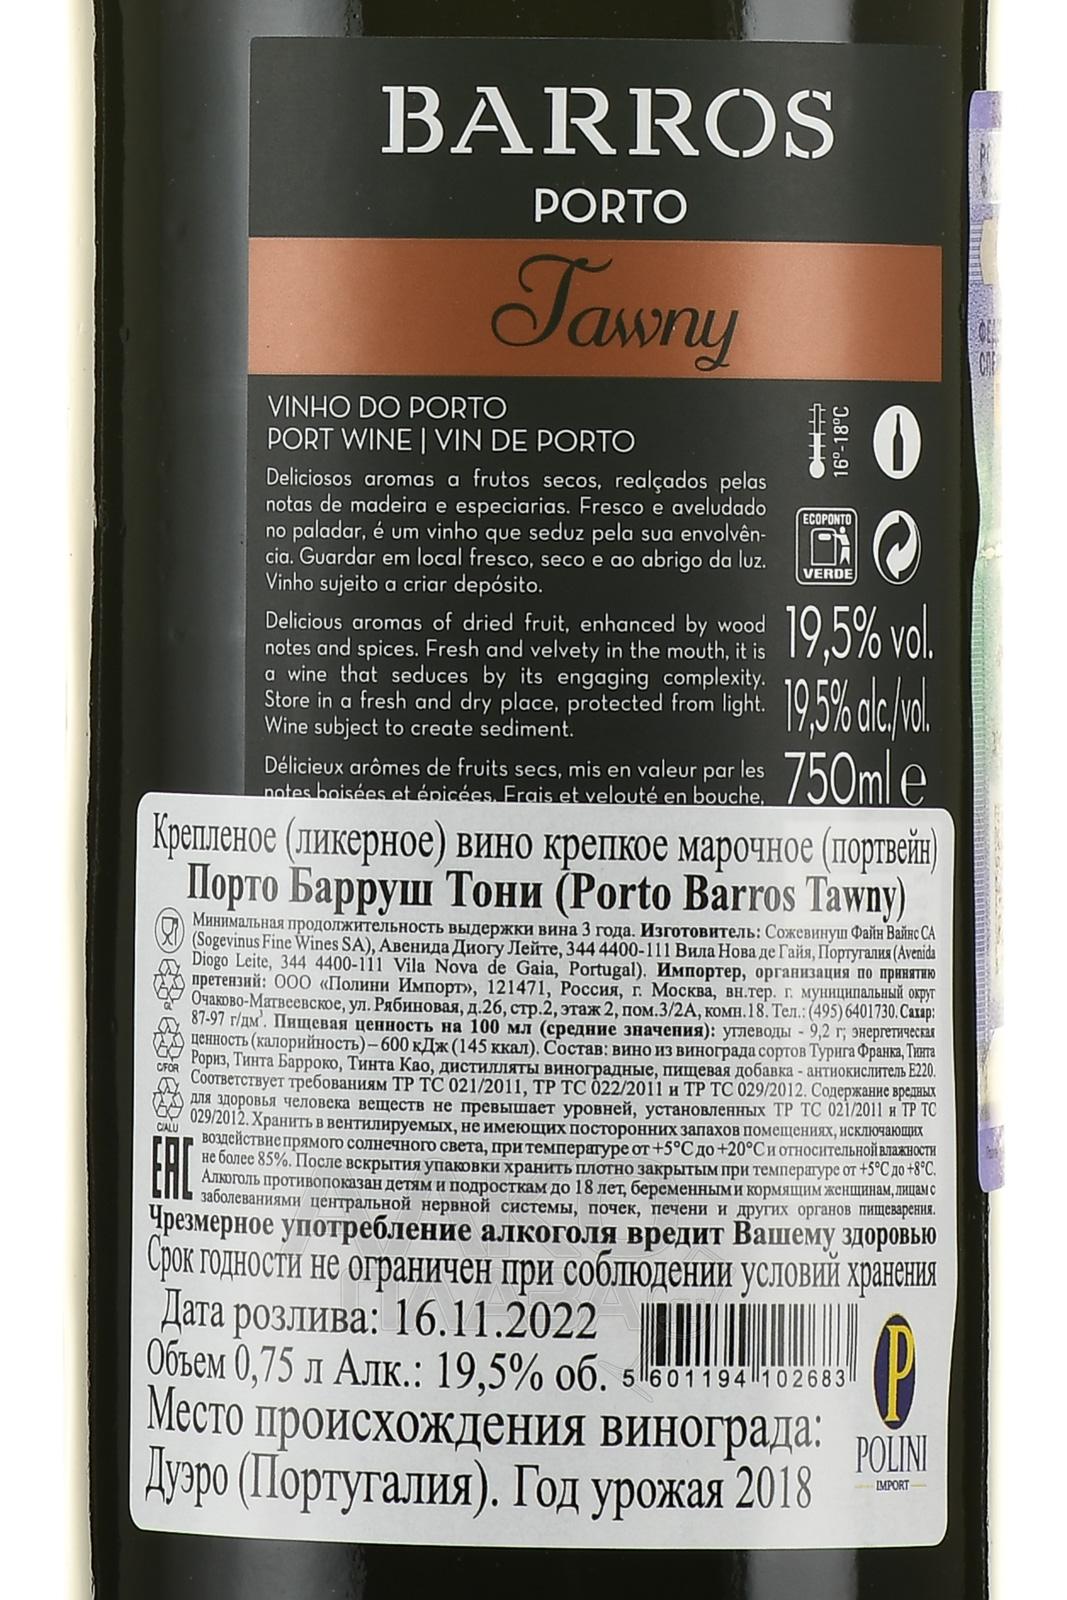 BARROS
PORTO
Tawny
VINHO DO PORTO
PORT WINE | VIN DE PORTO
16º-18ºC
Deliciosos aromas a frutos secos, realçados pelas
notas de madeira e especiarias. Fresco e aveludado
no paladar, é um vinho que seduz pela sua envolvên-
cia. Guardar em local fresco, seco e ao abrigo da luz.
Vinho sujeito a criar depósito.
ECOPONTO
VERDE
Delicious aromas of dried fruit, enhanced by wood
notes and spices. Fresh and velvety in the mouth, it is
a wine that seduces by its engaging complexity.
Store in a fresh and dry place, protected from light.
Wine subject to create sediment.
19,5% vol.
19,5% alc./vol.
750ml e
Délicieux arômes de fruits secs, mis en valeur par les
notes boisées et épicées. Frais et velouté en bouche,
Крепленое (ликерное) вино крепкое марочное (портвейн)
Порто Барруш Тони (Porto Barros Tawny)
Минимальная продолжительность выдержки вина 3 года. Изготовитель: Сожевинуш Файн Вайнс СА
(Sogevinus Fine Wines SA), Авенида Диогу Лейте, 344 4400-111 Вила Нова де Гайя, Португалия (Avenida
Diogo Leite, 344 4400-111 Vila Nova de Gaia, Portugal). Импортер, организация по принятию
претензий: ООО «Полини Импорт», 121471, Россия, г. Москва, вн.тер. г. муниципальный округ
Очаково-Матвеевское, ул. Рябиновая, д.26, стр.2, этаж 2, пом.3/2А, комн.18. Тел.: (495) 6401730. Сахар:
87-97 г/дм³. Пищевая ценность на 100 мл (средние значения): углеводы - 9,2 г; энергетическая
ценность (калорийность) – 600 кДж (145 ккал). Состав: вино из винограда сортов Турига Франка, Тинта
Рориз, Тинта Барроко, Тинта Као, дистилляты виноградные, пищевая добавка - антиокислитель Е220.
Соответствует требованиям ТР ТС 021/2011, ТР ТС 022/2011 и ТР ТС 029/2012. Содержание вредных
для здоровья человека веществ не превышает уровней, установленных ТР ТС 021/2011 и ТР ТС
029/2012. Хранить в вентилируемых, не имеющих посторонних запахов помещениях, исключающих
воздействие прямого солнечного света, при температуре от +5°С до +20°С и относительной влажности
не более 85%. После вскрытия упаковки хранить плотно закрытым при температуре от +5°С до +8°С.
Алкоголь противопоказан детям и подросткам до 18 лет, беременным и кормящим женщинам, лицам с
заболеваниями центральной нервной системы, почек, печени и других органов пищеварения.
GL
C/FOR
C/ALU
EAC
Чрезмерное употребление алкоголя вредит Вашему здоровью
Срок годности не ограничен при соблюдении условий хранения
Дата розлива: 16.11.2022
Объем 0,75 л Алк.: 19,5% об.
5 601194 102683
Место происхождения винограда:
Дуэро (Португалия). Год урожая 2018
P
POLINI
IMPORT